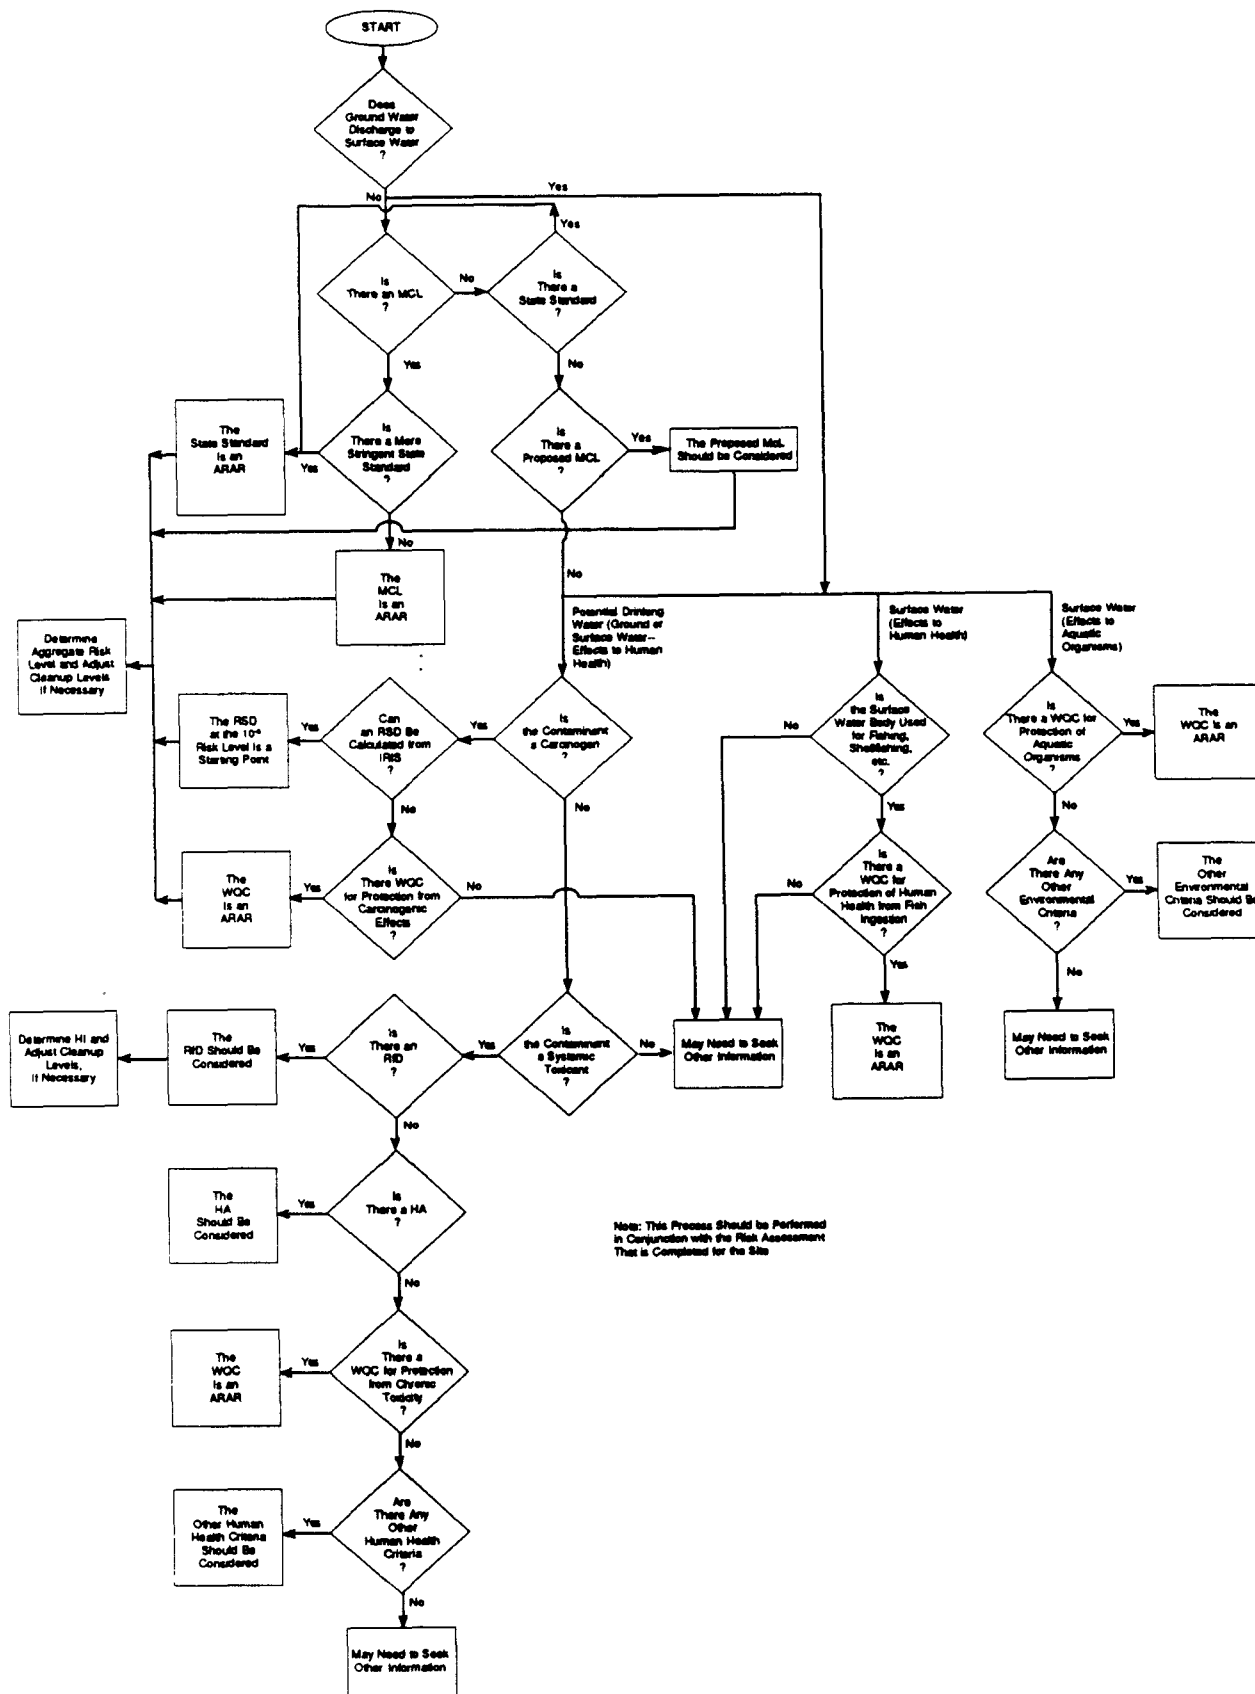 START
Does
Ground Water
Discharge to
Surface Water
?
Yes
No
Yes
Is
There an MCL
?
No
Is
There a
State Standard
?
Yes
No
The
State Standard
Is an
ARAR
Yes
Is
There a More
Stringent State
Standard
?
Is
There a
Proposed MCL
?
Yes
The Proposed McL
Should be Considered
No
The
MCL
Is an
ARAR
No
Determine
Aggregate Risk
Level and Adjust
Cleanup Levels
If Necessary
Potential Drinking
Water (Ground or
Surface Water--
Effects to Human
Health)
Surface Water
(Effects to
Human Health)
Surface Water
(Effects to
Aquatic
Organisms)
The RSD
at the 10⁻⁶
Risk Level Is a
Starting Point
Yes
Can
an RSD Be
Calculated from
IRIS
?
Yes
Is
the Contaminant
a Carcinogen
?
No
Is
the Surface
Water Body Used
for Fishing,
Shellfishing,
etc.
?
Is
There a WQC for
Protection of
Aquatic
Organisms
?
Yes
The
WQC Is an
ARAR
No
No
Yes
No
The
WQC
Is an
ARAR
Yes
Is
There WQC
for Protection from
Carcinogenic
Effects
?
No
No
Is
There a
WQC for
Protection of Human
Health from Fish
Ingestion
?
Are
There Any
Other
Environmental
Criteria
?
Yes
The
Other
Environmental
Criteria Should Be
Considered
Yes
No
Determine HI and
Adjust Cleanup
Levels,
If Necessary
The
RfD Should Be
Considered
Yes
Is
There an
RfD
?
Yes
Is
the Contaminant
a Systemic
Toxicant
?
No
May Need to Seek
Other Information
The
WQC
Is an
ARAR
May Need to Seek
Other Information
No
The
HA
Should Be
Considered
Yes
Is
There a HA
?
Note: This Process Should be Performed
in Conjunction with the Risk Assessment
That is Completed for the Site
No
The
WQC
Is an
ARAR
Yes
Is
There a
WQC for Protection
from Chronic
Toxicity
?
No
The
Other Human
Health Criteria
Should Be
Considered
Yes
Are
There Any
Other
Human Health
Criteria
?
No
May Need to Seek
Other Information